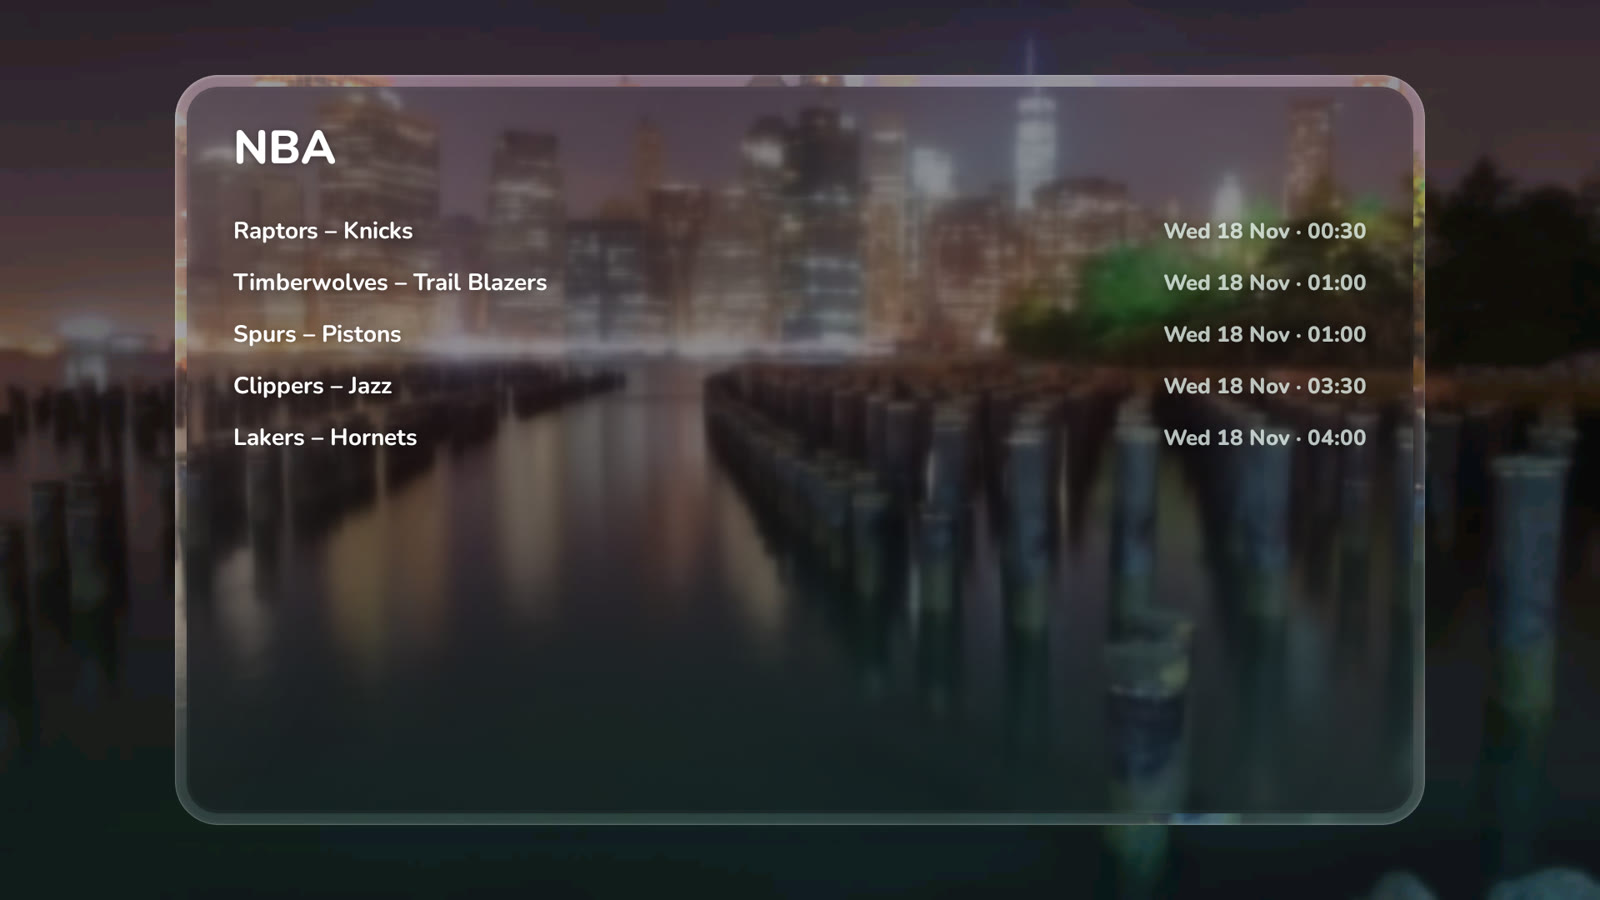 NBA
Raptors – Knicks Wed 18 Nov · 00:30
Timberwolves – Trail Blazers Wed 18 Nov · 01:00
Spurs – Pistons Wed 18 Nov · 01:00
Clippers – Jazz Wed 18 Nov · 03:30
Lakers – Hornets Wed 18 Nov · 04:00